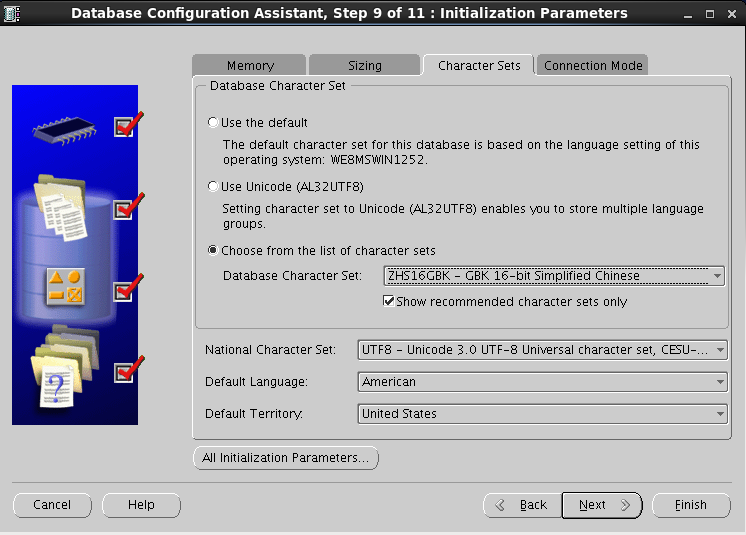 Database Configuration Assistant, Step 9 of 11 : Initialization Parameters
Memory
Sizing
Character Sets
Connection Mode
Database Character Set
Use the default
The default character set for this database is based on the language setting of this
operating system: WE8MSWIN1252.
Use Unicode (AL32UTF8)
Setting character set to Unicode (AL32UTF8) enables you to store multiple language
groups.
Choose from the list of character sets
Database Character Set:
ZHS16GBK - GBK 16-bit Simplified Chinese
Show recommended character sets only
National Character Set:
UTF8 - Unicode 3.0 UTF-8 Universal character set, CESU-...
Default Language:
American
Default Territory:
United States
?
All Initialization Parameters...
Cancel
Help
Back
Next
Finish